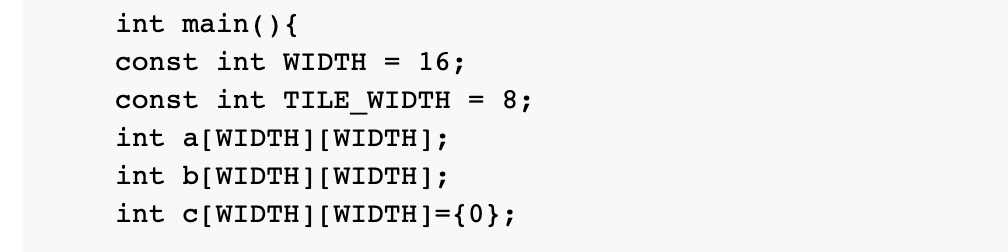 int main(){
const int WIDTH = 16;
const int TILE_WIDTH = 8;
int a[WIDTH][WIDTH];
int b[WIDTH][WIDTH];
int c[WIDTH][WIDTH]={0};